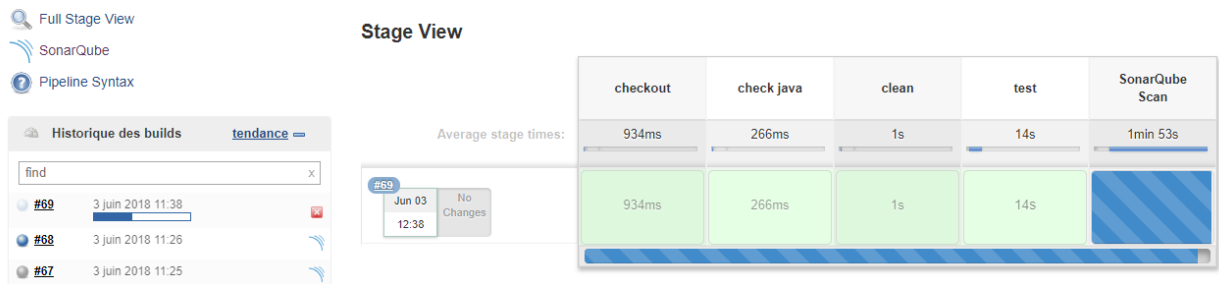 Full Stage View
SonarQube
Pipeline Syntax
Historique des builds tendance
find x
#69 3 juin 2018 11:38
#68 3 juin 2018 11:26
#67 3 juin 2018 11:25
Stage View
checkout check java clean test SonarQube Scan
Average stage times: 934ms 266ms 1s 14s 1min 53s
#69
Jun 03
12:38
No
Changes
934ms 266ms 1s 14s